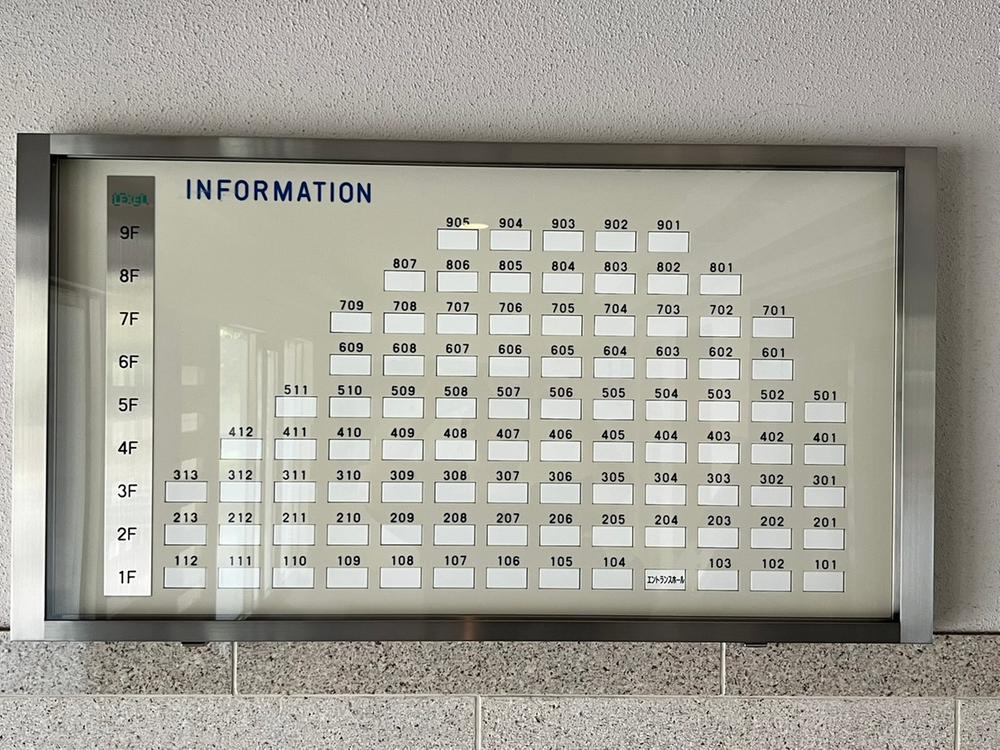 LEXEL
INFORMATION
9F 905 904 903 902 901
8F 807 806 805 804 803 802 801
7F 709 708 707 706 705 704 703 702 701
6F 609 608 607 606 605 604 603 602 601
5F 511 510 509 508 507 506 505 504 503 502 501
4F 412 411 410 409 408 407 406 405 404 403 402 401
3F 313 312 311 310 309 308 307 306 305 304 303 302 301
2F 213 212 211 210 209 208 207 206 205 204 203 202 201
1F 112 111 110 109 108 107 106 105 104 エントランスホール 103 102 101